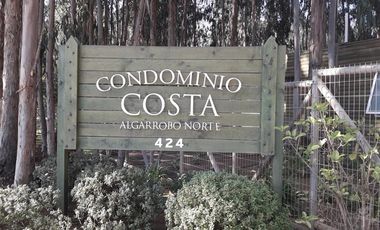 CONDOMINIO
COSTA
ALGARROBO NORTE
424